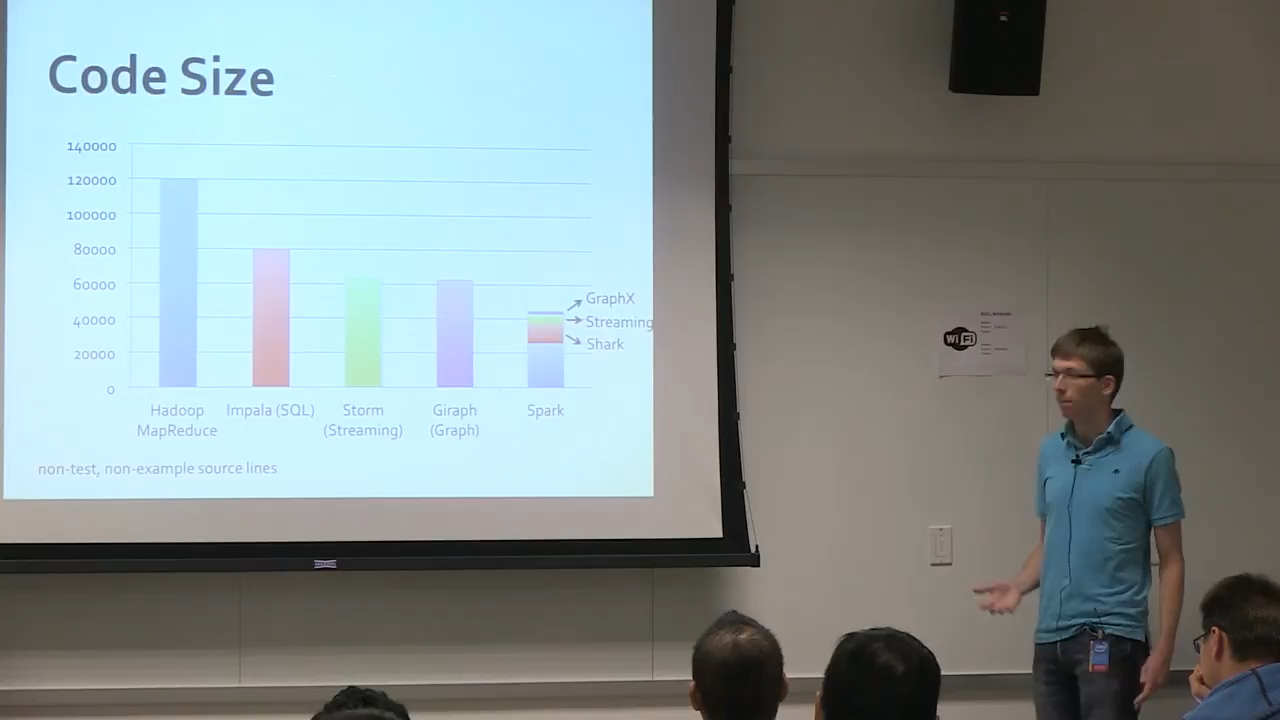 Code Size
140000
120000
100000
80000
60000
40000
20000
0
GraphX
Streaming
Shark
Hadoop
MapReduce
Impala (SQL)
Storm
(Streaming)
Giraph
(Graph)
Spark
non-test, non-example source lines
WiFi